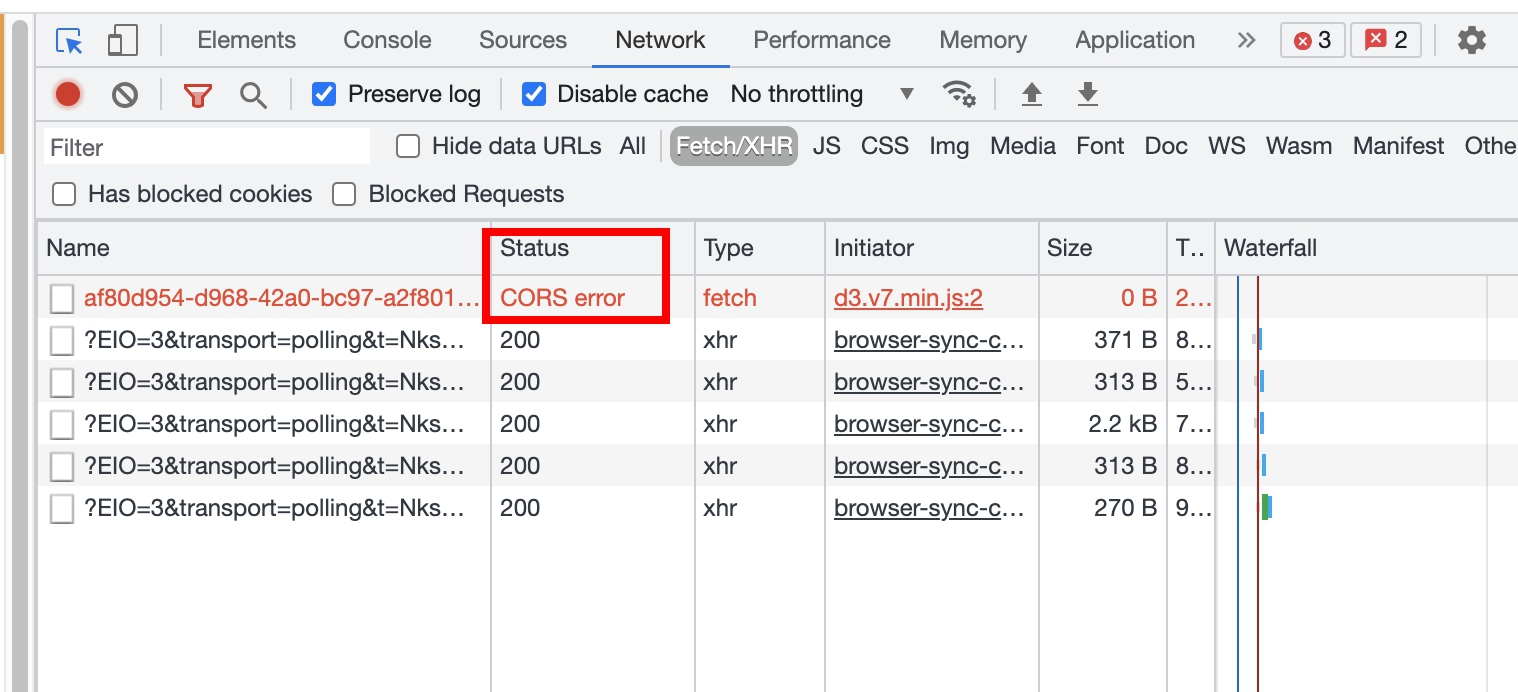 Elements Console Sources Network Performance Memory Application » 3 2
Preserve log Disable cache No throttling
Filter Hide data URLs All Fetch/XHR JS CSS Img Media Font Doc WS Wasm Manifest Othe
Has blocked cookies Blocked Requests
Name Status Type Initiator Size T.. Waterfall
af80d954-d968-42a0-bc97-a2f801... CORS error fetch d3.v7.min.js:2 0 B 2...
?EIO=3&transport=polling&t=Nks... 200 xhr browser-sync-c... 371 B 8...
?EIO=3&transport=polling&t=Nks... 200 xhr browser-sync-c... 313 B 5...
?EIO=3&transport=polling&t=Nks... 200 xhr browser-sync-c... 2.2 kB 7...
?EIO=3&transport=polling&t=Nks... 200 xhr browser-sync-c... 313 B 8...
?EIO=3&transport=polling&t=Nks... 200 xhr browser-sync-c... 270 B 9...